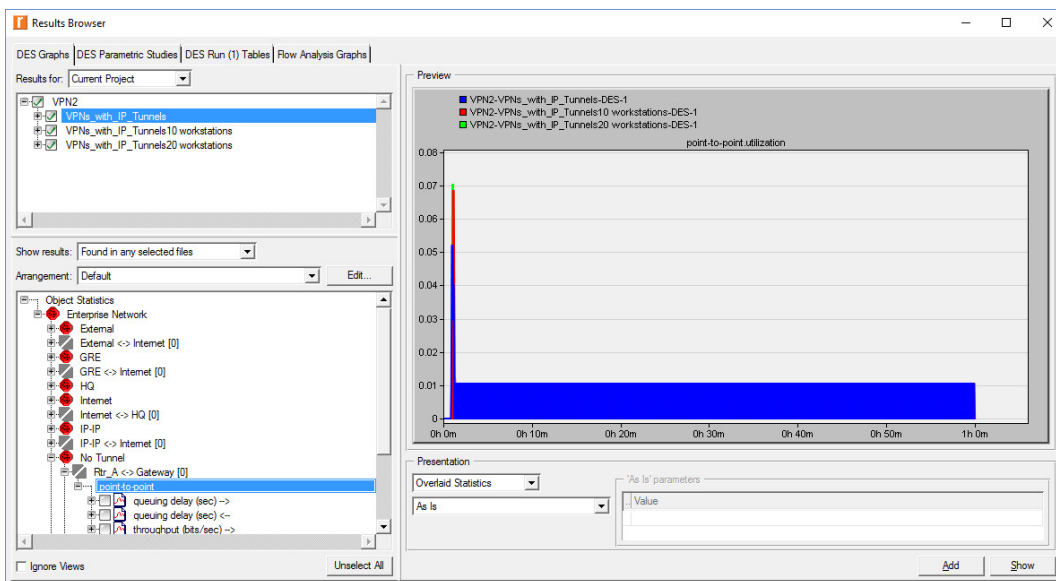 Results Browser
DES Graphs DES Parametric Studies DES Run (1) Tables Flow Analysis Graphs
Results for: Current Project
VPN2
VPNs_with_IP_Tunnels
VPNs_with_IP_Tunnels10 workstations
VPNs_with_IP_Tunnels20 workstations
Show results: Found in any selected files
Arrangement: Default Edit...
Object Statistics
Enterprise Network
External
External <-> Internet [0]
GRE
GRE <-> Internet [0]
HQ
Internet
Internet <-> HQ [0]
IP-IP
IP-IP <-> Internet [0]
No Tunnel
Rtr_A <-> Gateway [0]
point-to-point
queuing delay (sec) -->
queuing delay (sec) <--
throughput (bits/sec) -->
Ignore Views Unselect All
Preview
VPN2-VPNs_with_IP_Tunnels-DES-1
VPN2-VPNs_with_IP_Tunnels10 workstations-DES-1
VPN2-VPNs_with_IP_Tunnels20 workstations-DES-1
point-to-point.utilization
0.08
0.07
0.06
0.05
0.04
0.03
0.02
0.01
0
0h 0m 0h 10m 0h 20m 0h 30m 0h 40m 0h 50m 1h 0m
Presentation
Overlaid Statistics
As Is
'As Is' parameters
.. Value
Add Show